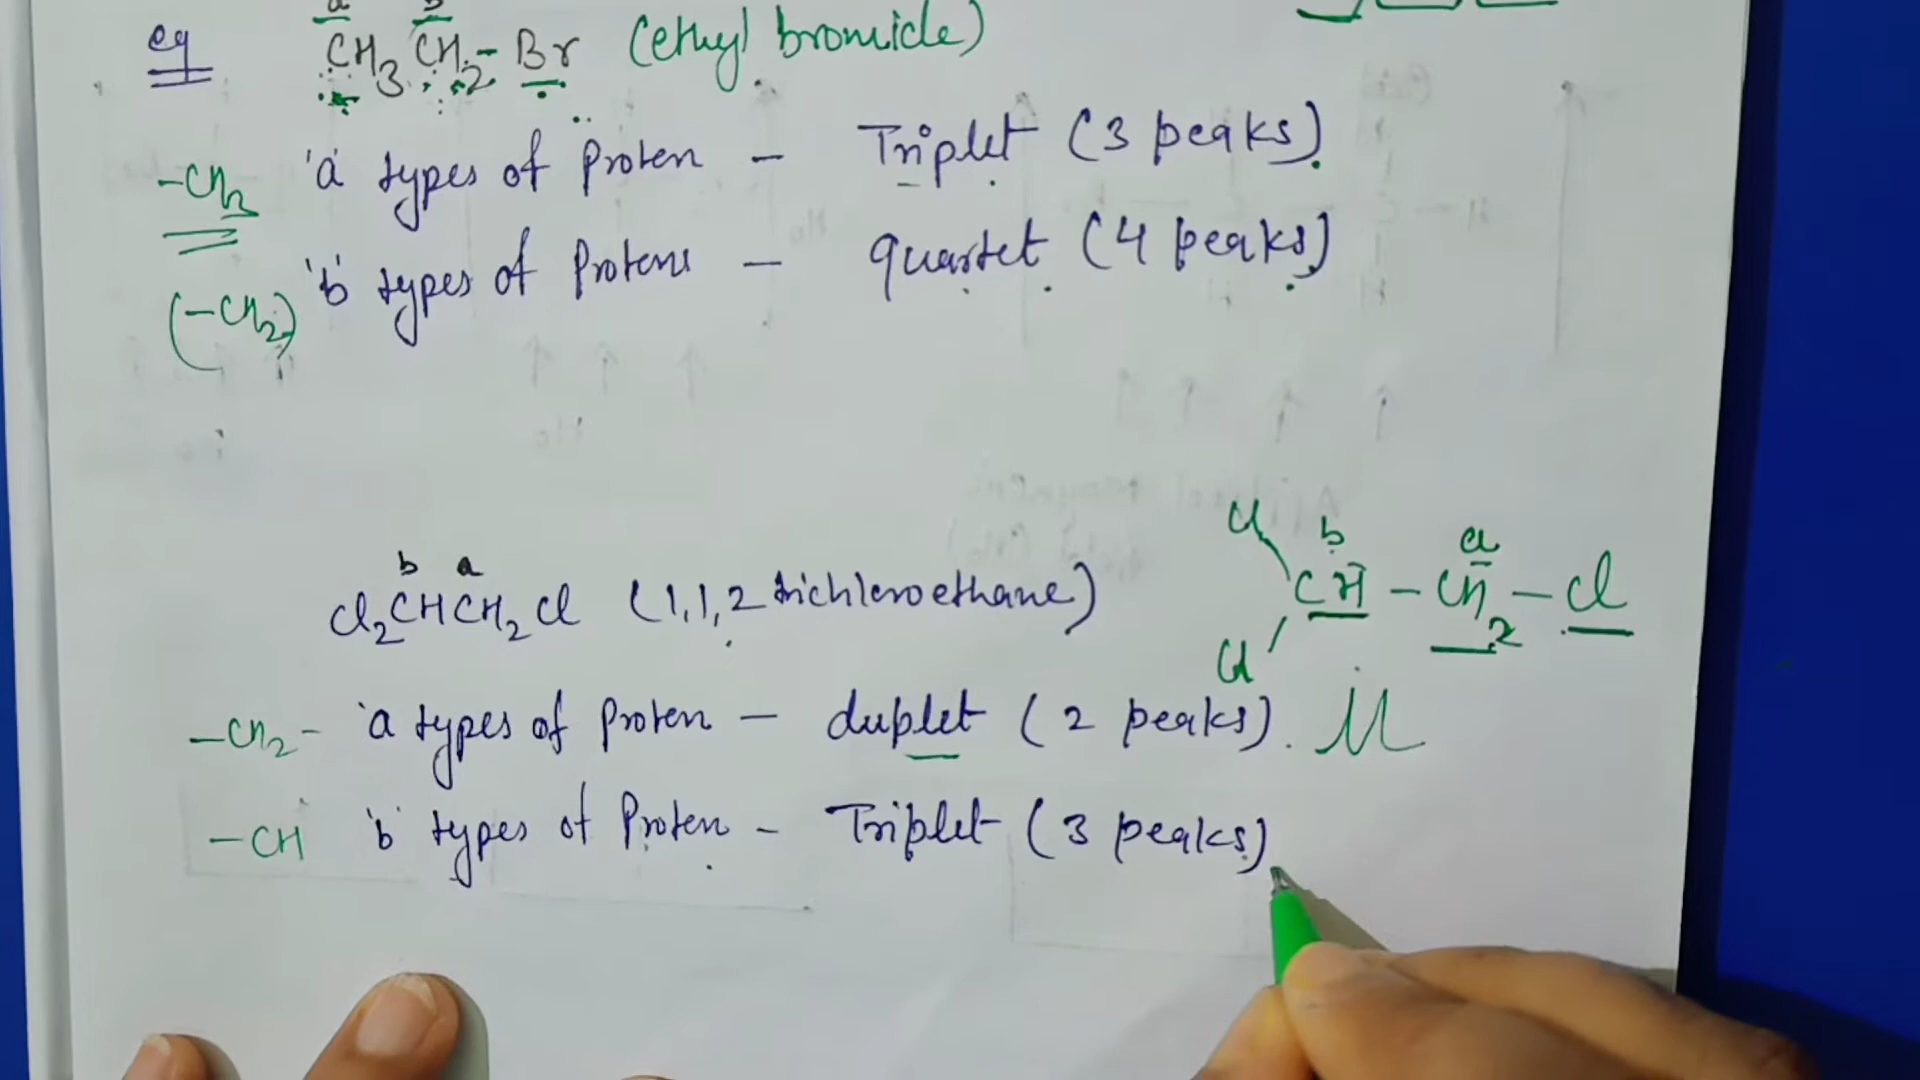 a b
eg CH3 CH2 - Br (ethyl bromide)
-CH2 'a' types of Proton - Triplet (3 peaks)
(-CH2) 'b' types of Protons - quartet (4 peaks)
b a
Cl2CHCH2Cl (1,1,2 trichloroethane)
Cl b a
CH - CH2 - Cl
Cl
-CH2- 'a types of Proton - duplet (2 peaks).
-CH 'b' types of Proton - Triplet (3 peaks)